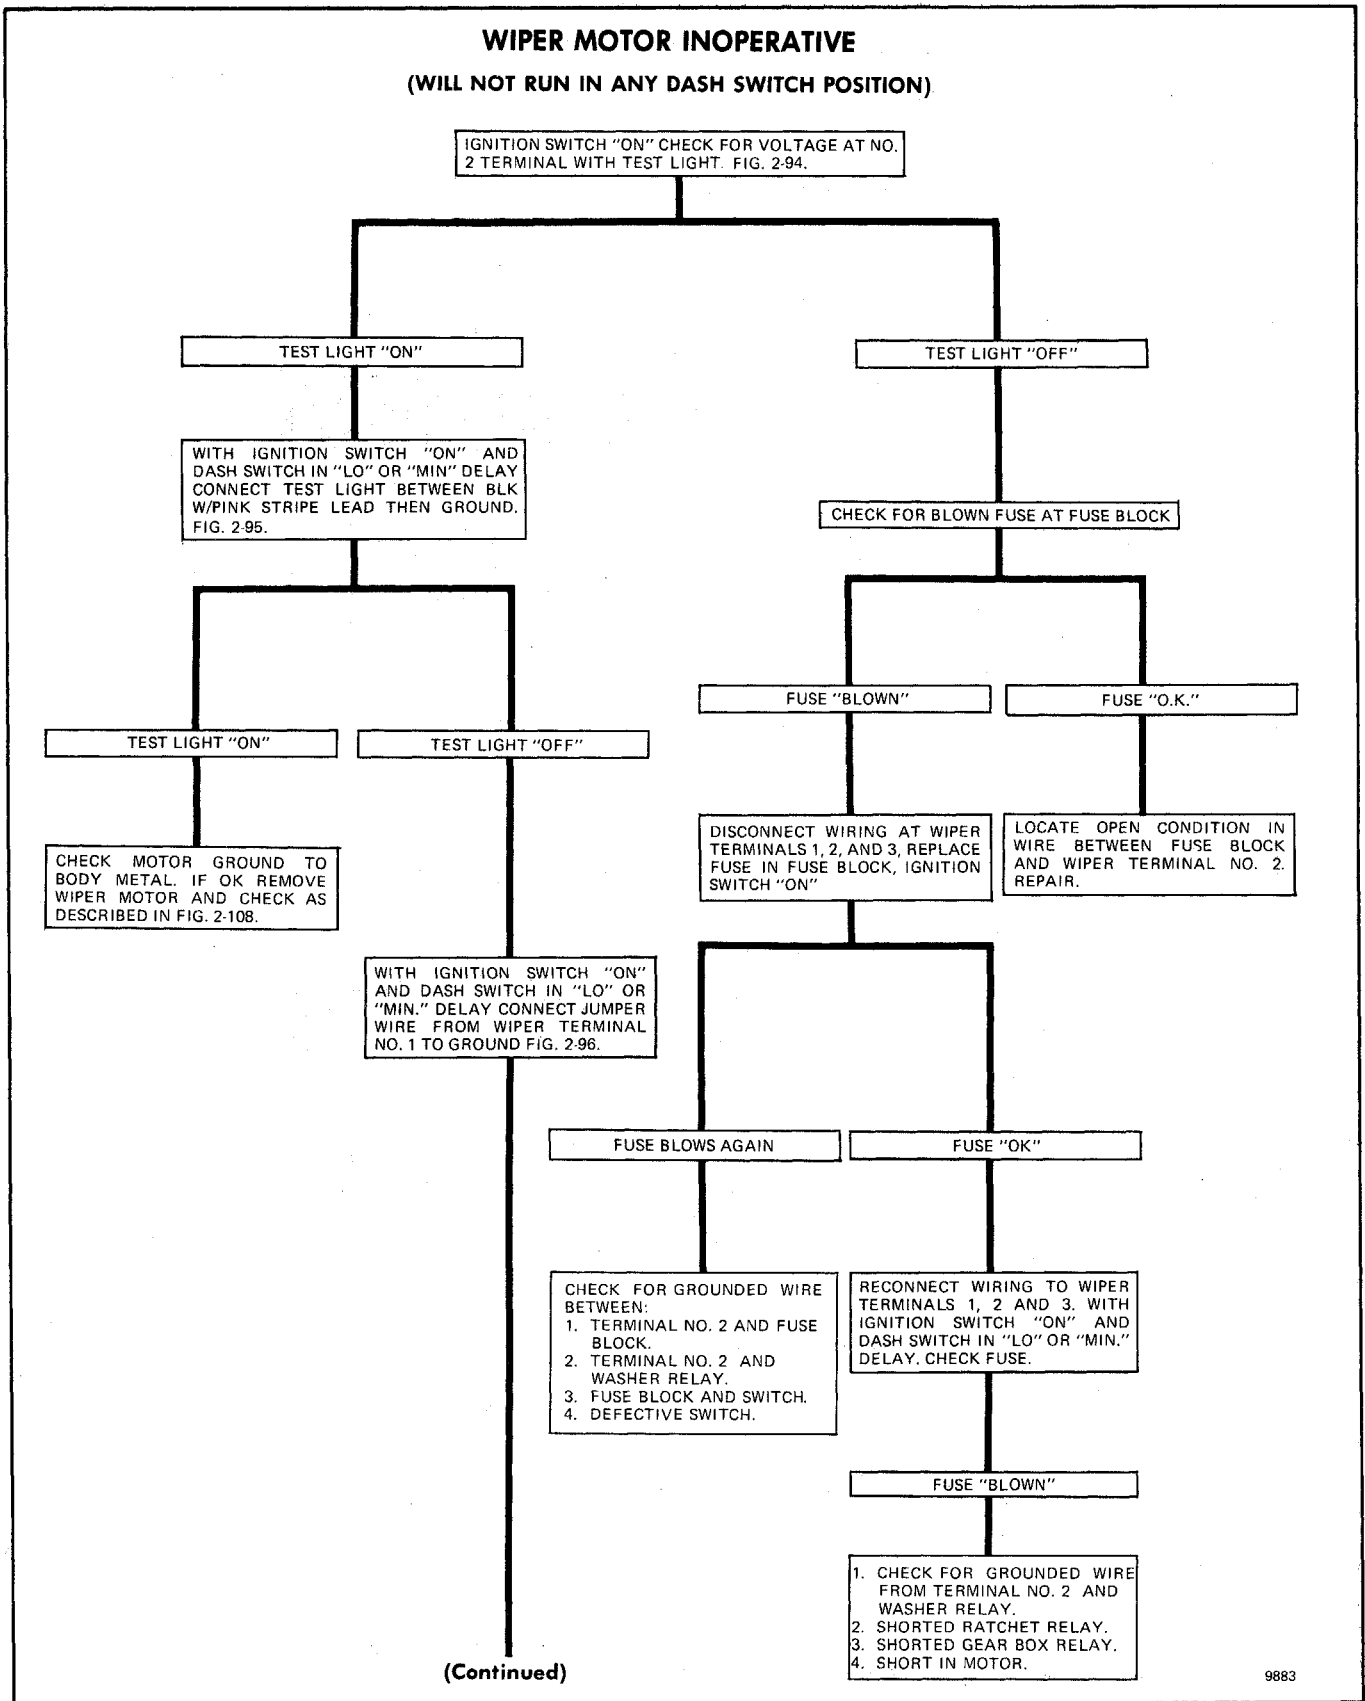 WIPER MOTOR INOPERATIVE
(WILL NOT RUN IN ANY DASH SWITCH POSITION)
IGNITION SWITCH "ON" CHECK FOR VOLTAGE AT NO.
2 TERMINAL WITH TEST LIGHT. FIG. 2-94.
TEST LIGHT "ON"
WITH IGNITION SWITCH "ON" AND
DASH SWITCH IN "LO" OR "MIN" DELAY
CONNECT TEST LIGHT BETWEEN BLK
W/PINK STRIPE LEAD THEN GROUND.
FIG. 2-95.
TEST LIGHT "ON"
CHECK MOTOR GROUND TO
BODY METAL. IF OK REMOVE
WIPER MOTOR AND CHECK AS
DESCRIBED IN FIG. 2-108.
TEST LIGHT "OFF"
WITH IGNITION SWITCH "ON"
AND DASH SWITCH IN "LO" OR
"MIN." DELAY CONNECT JUMPER
WIRE FROM WIPER TERMINAL
NO. 1 TO GROUND FIG. 2-96.
(Continued)
TEST LIGHT "OFF"
CHECK FOR BLOWN FUSE AT FUSE BLOCK
FUSE "BLOWN"
DISCONNECT WIRING AT WIPER
TERMINALS 1, 2, AND 3, REPLACE
FUSE IN FUSE BLOCK, IGNITION
SWITCH "ON"
FUSE "O.K."
LOCATE OPEN CONDITION IN
WIRE BETWEEN FUSE BLOCK
AND WIPER TERMINAL NO. 2.
REPAIR.
FUSE BLOWS AGAIN
CHECK FOR GROUNDED WIRE
BETWEEN:
1. TERMINAL NO. 2 AND FUSE
BLOCK.
2. TERMINAL NO. 2 AND
WASHER RELAY.
3. FUSE BLOCK AND SWITCH.
4. DEFECTIVE SWITCH.
FUSE "OK"
RECONNECT WIRING TO WIPER
TERMINALS 1, 2 AND 3. WITH
IGNITION SWITCH "ON" AND
DASH SWITCH IN "LO" OR "MIN."
DELAY. CHECK FUSE.
FUSE "BLOWN"
1. CHECK FOR GROUNDED WIRE
FROM TERMINAL NO. 2 AND
WASHER RELAY.
2. SHORTED RATCHET RELAY.
3. SHORTED GEAR BOX RELAY.
4. SHORT IN MOTOR.
9883